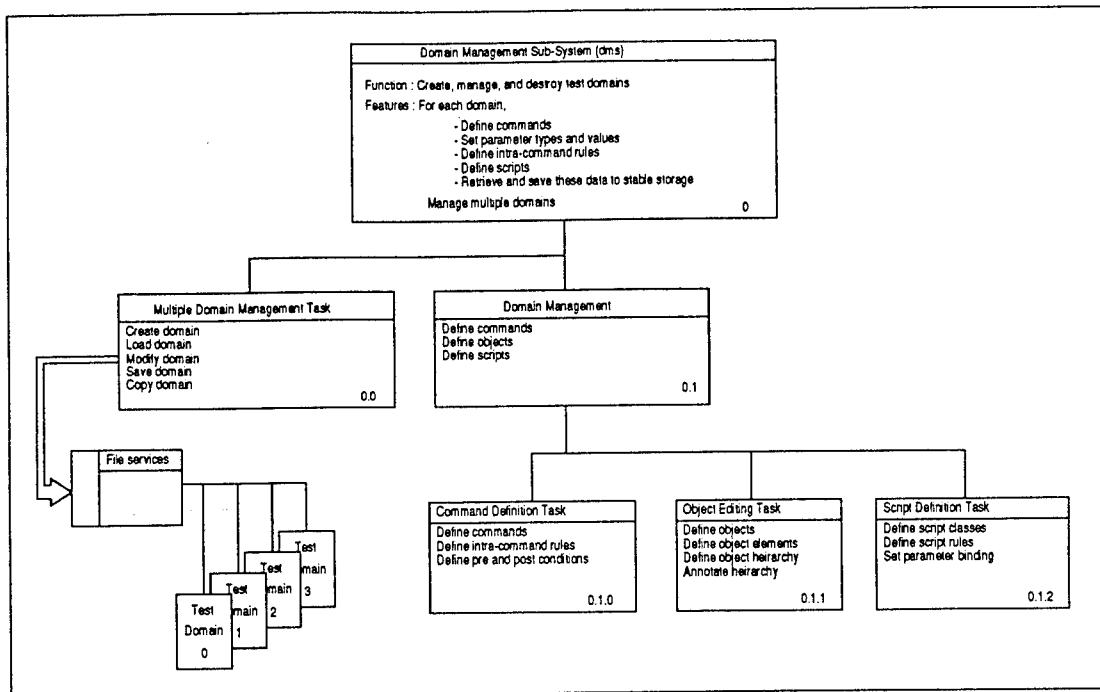 Domain Management Sub-System (dms)
Function : Create, manage, and destroy test domains
Features : For each domain,
- Define commands
- Set parameter types and values
- Define intra-command rules
- Define scripts
- Retrieve and save these data to stable storage
Manage multiple domains
0
Multiple Domain Management Task
Create domain
Load domain
Modify domain
Save domain
Copy domain
0.0
Domain Management
Define commands
Define objects
Define scripts
0.1
File services
Test
Domain
0
Test
main
1
Test
main
2
Test
main
3
Command Definition Task
Define commands
Define intra-command rules
Define pre and post conditions
0.1.0
Object Editing Task
Define objects
Define object elements
Define object heirarchy
Annotate heirarchy
0.1.1
Script Definition Task
Define script classes
Define script rules
Set parameter binding
0.1.2